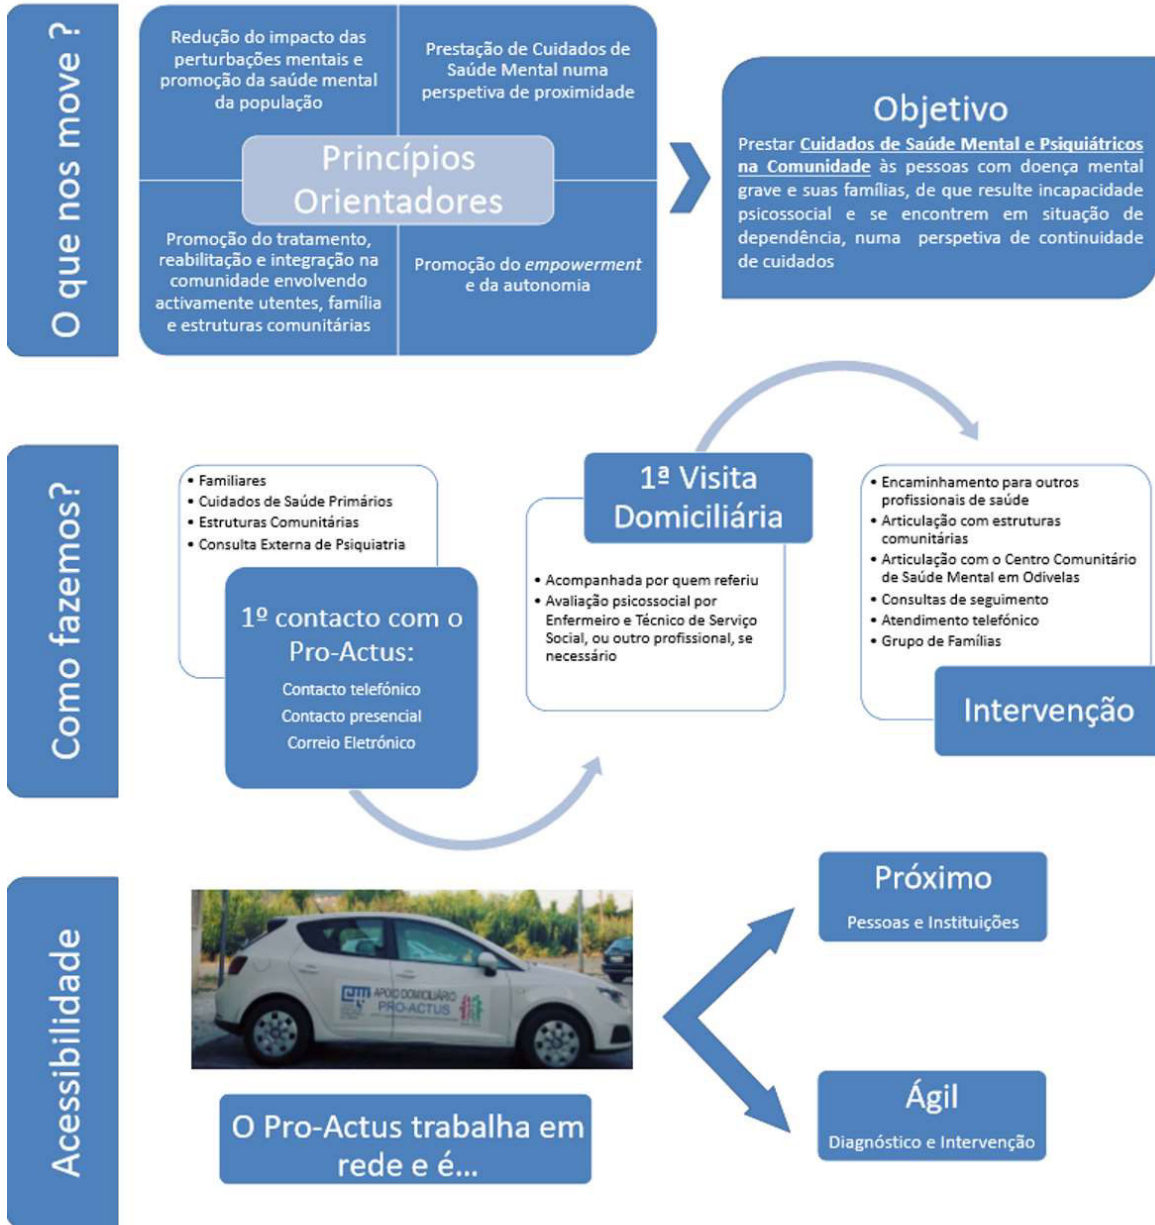 O que nos move ?
Redução do impacto das
perturbações mentais e
promoção da saúde mental
da população
Prestação de Cuidados de
Saúde Mental numa
perspetiva de proximidade
Princípios
Orientadores
Promoção do tratamento,
reabilitação e integração na
comunidade envolvendo
activamente utentes, família
e estruturas comunitárias
Promoção do empowerment
e da autonomia
Objetivo
Prestar Cuidados de Saúde Mental e Psiquiátricos
na Comunidade às pessoas com doença mental
grave e suas famílias, de que resulte incapacidade
psicossocial e se encontrem em situação de
dependência, numa perspetiva de continuidade
de cuidados
Como fazemos?
• Familiares
• Cuidados de Saúde Primários
• Estruturas Comunitárias
• Consulta Externa de Psiquiatria
1º contacto com o
Pro-Actus:
Contacto telefónico
Contacto presencial
Correio Eletrónico
1ª Visita
Domiciliária
• Acompanhada por quem referiu
• Avaliação psicossocial por
Enfermeiro e Técnico de Serviço
Social, ou outro profissional, se
necessário
• Encaminhamento para outros
profissionais de saúde
• Articulação com estruturas
comunitárias
• Articulação com o Centro Comunitário
de Saúde Mental em Odivelas
• Consultas de seguimento
• Atendimento telefónico
• Grupo de Famílias
Intervenção
Acessibilidade
APOIO DOMICILIÁRIO
PRO-ACTUS
O Pro-Actus trabalha em
rede e é...
Próximo
Pessoas e Instituições
Ágil
Diagnóstico e Intervenção